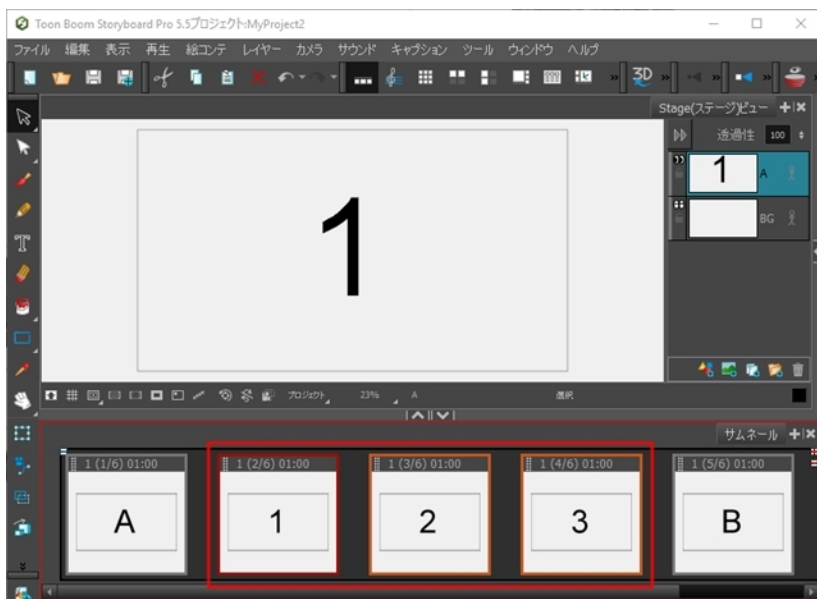 Toon Boom Storyboard Pro 5.5プロジェクト:MyProject2
ファイル 編集 表示 再生 絵コンテ レイヤー カメラ サウンド キャプション ツール ウィンドウ ヘルプ
3D
Stage(ステージ)ビュー
透過性 100
1 A
BG
1
プロジェクト 23% A 選択
サムネール
1 (1/6) 01:00 1 (2/6) 01:00 1 (3/6) 01:00 1 (4/6) 01:00 1 (5/6) 01:00
A 1 2 3 B